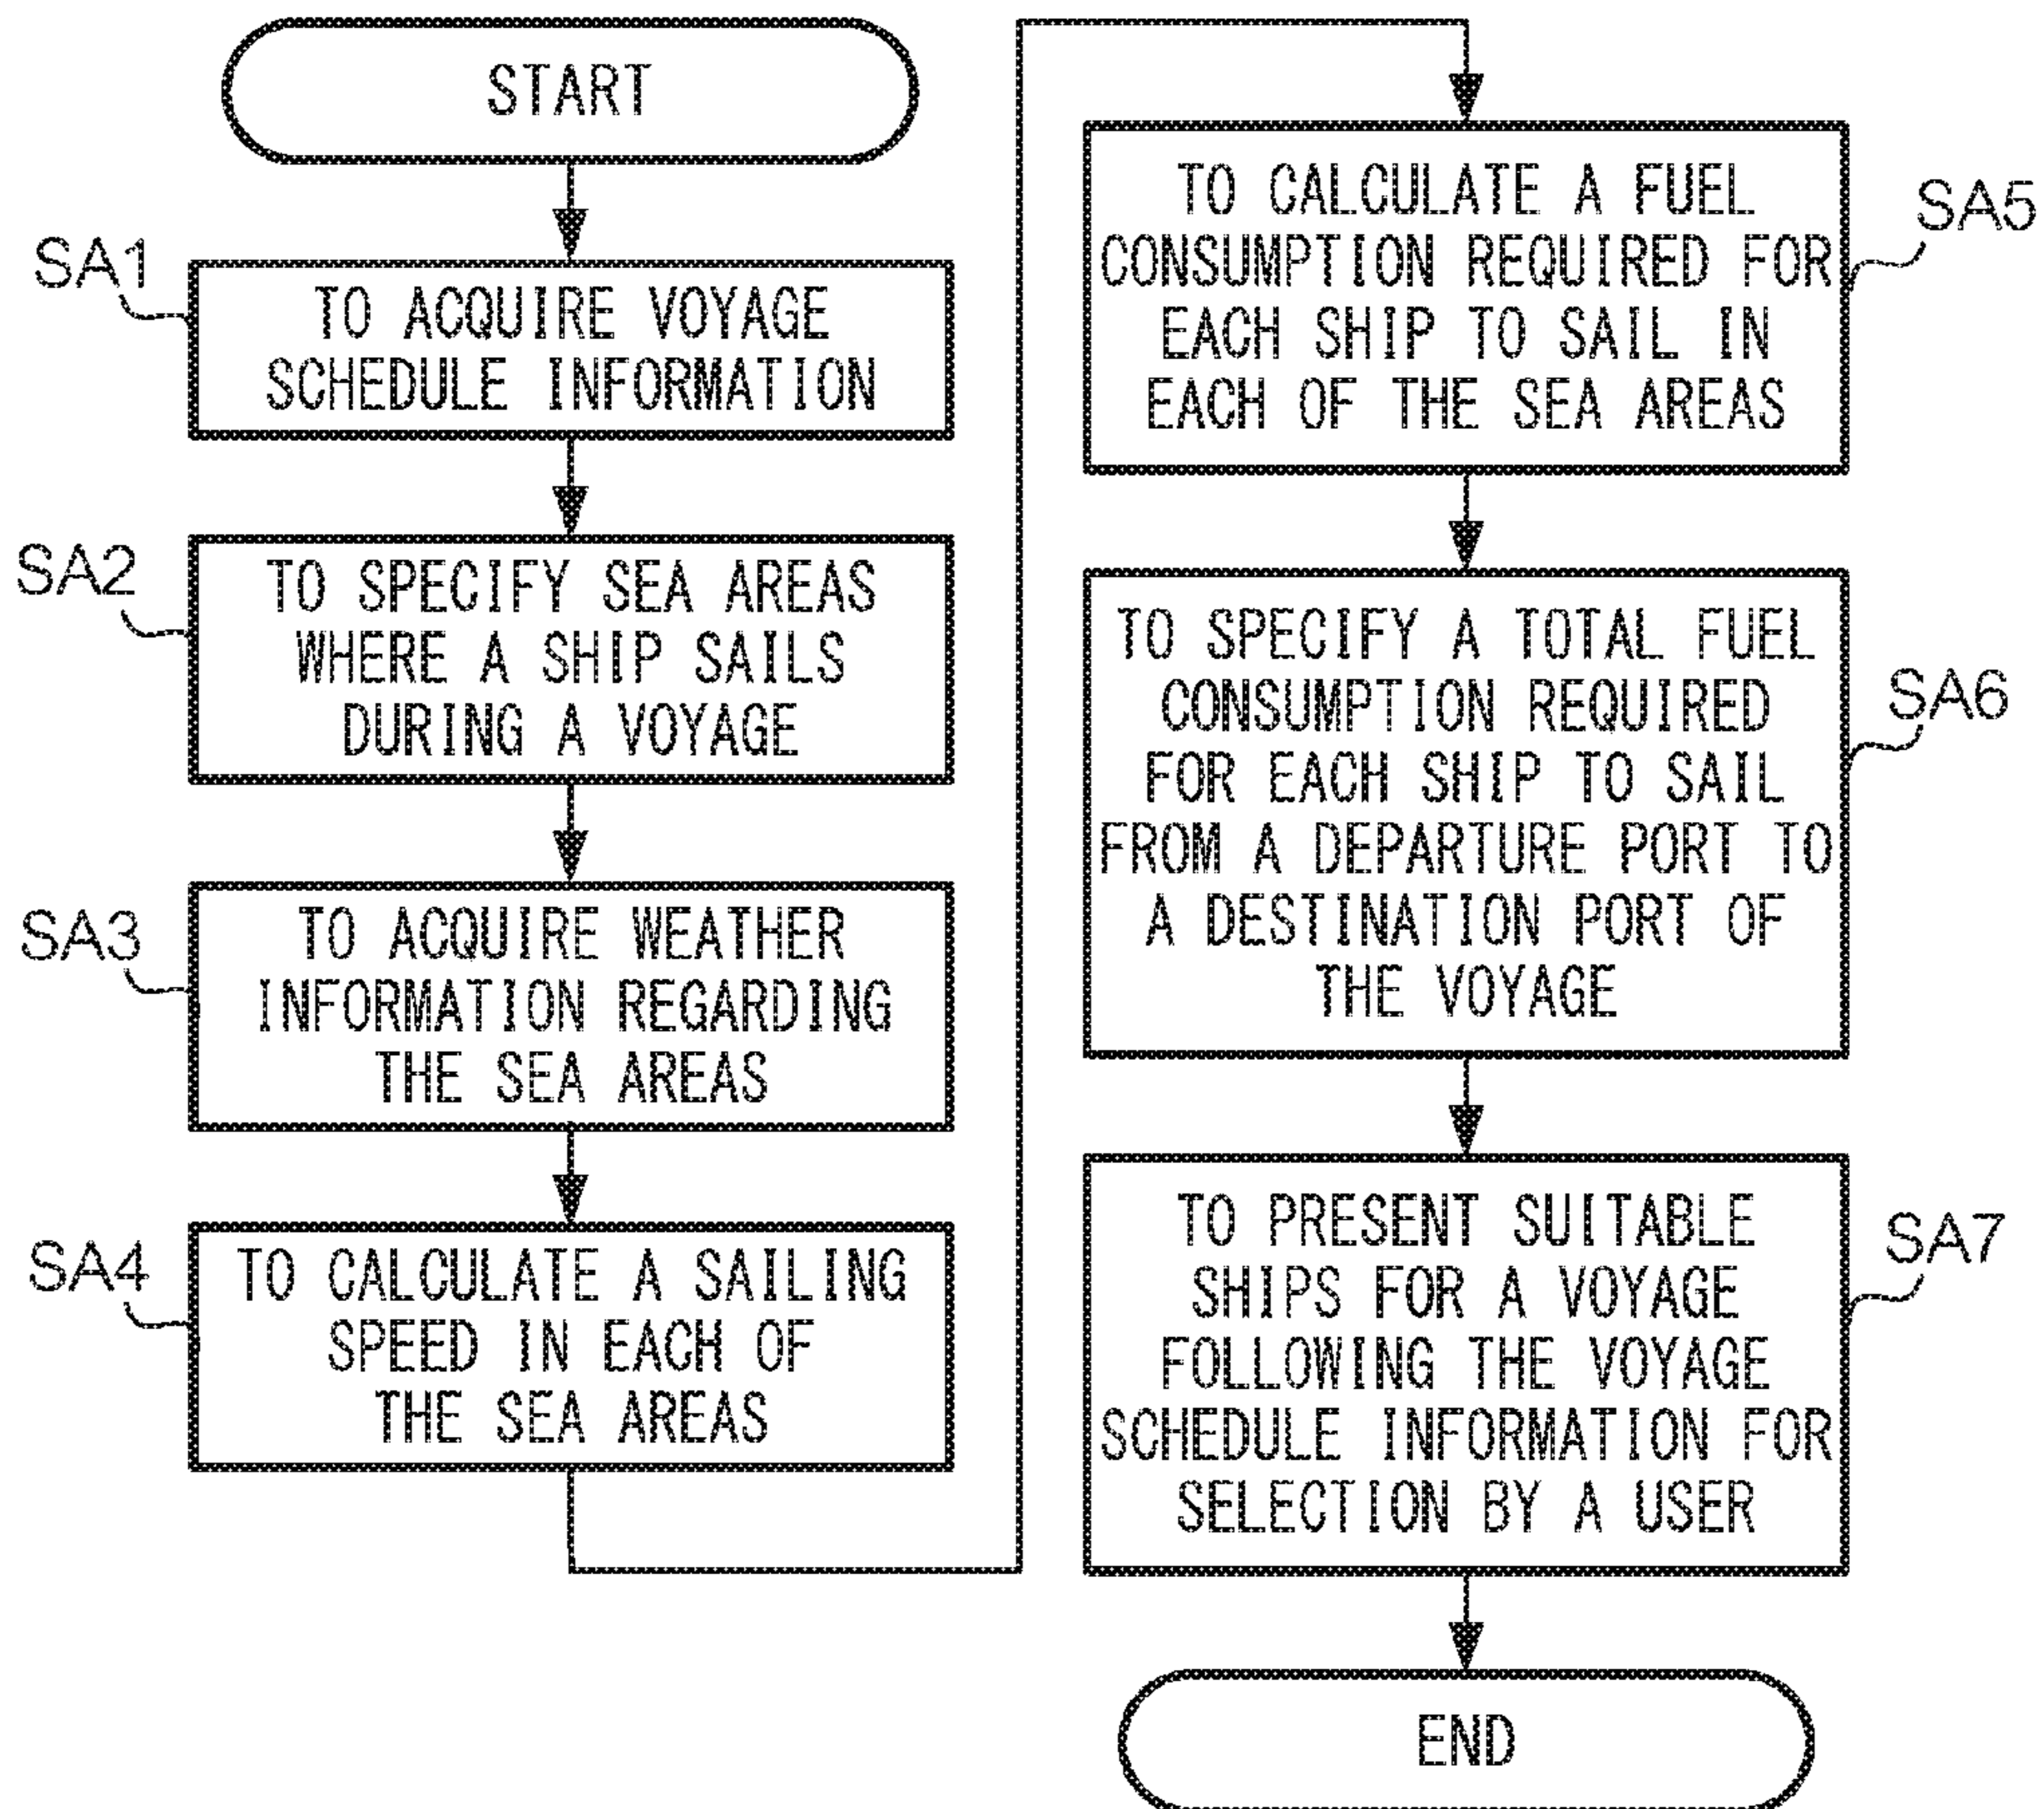 START
SA1
TO ACQUIRE VOYAGE
SCHEDULE INFORMATION
SA2
TO SPECIFY SEA AREAS
WHERE A SHIP SAILS
DURING A VOYAGE
SA3
TO ACQUIRE WEATHER
INFORMATION REGARDING
THE SEA AREAS
SA4
TO CALCULATE A SAILING
SPEED IN EACH OF
THE SEA AREAS
SA5
TO CALCULATE A FUEL
CONSUMPTION REQUIRED FOR
EACH SHIP TO SAIL IN
EACH OF THE SEA AREAS
SA6
TO SPECIFY A TOTAL FUEL
CONSUMPTION REQUIRED
FOR EACH SHIP TO SAIL
FROM A DEPARTURE PORT TO
A DESTINATION PORT OF
THE VOYAGE
SA7
TO PRESENT SUITABLE
SHIPS FOR A VOYAGE
FOLLOWING THE VOYAGE
SCHEDULE INFORMATION FOR
SELECTION BY A USER
END